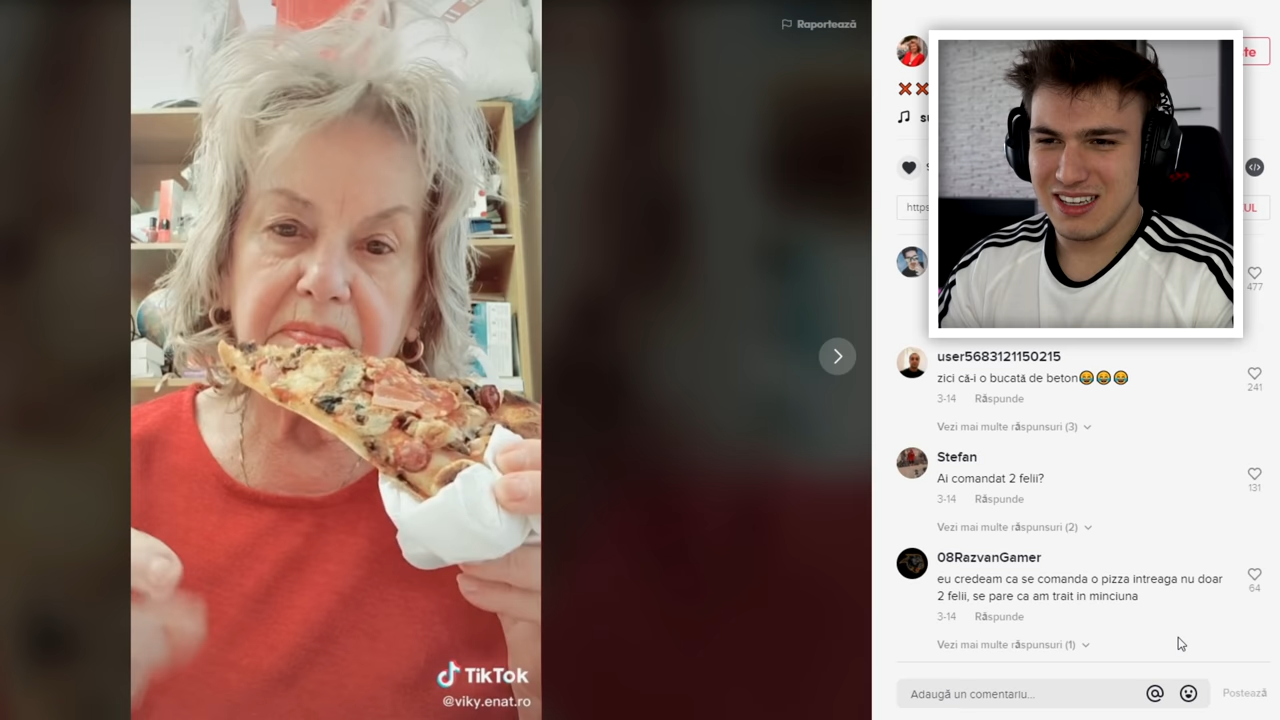 Raportează
TikTok
@viky.enat.ro
477
user5683121150215
zici că-i o bucată de beton😂😂😂
241
3-14 Răspunde
Vezi mai multe răspunsuri (3)
Stefan
Ai comandat 2 felii?
131
3-14 Răspunde
Vezi mai multe răspunsuri (2)
08RazvanGamer
eu credeam ca se comanda o pizza intreaga nu doar
2 felii, se pare ca am trait in minciuna
64
3-14 Răspunde
Vezi mai multe răspunsuri (1)
Adaugă un comentariu...
Postează